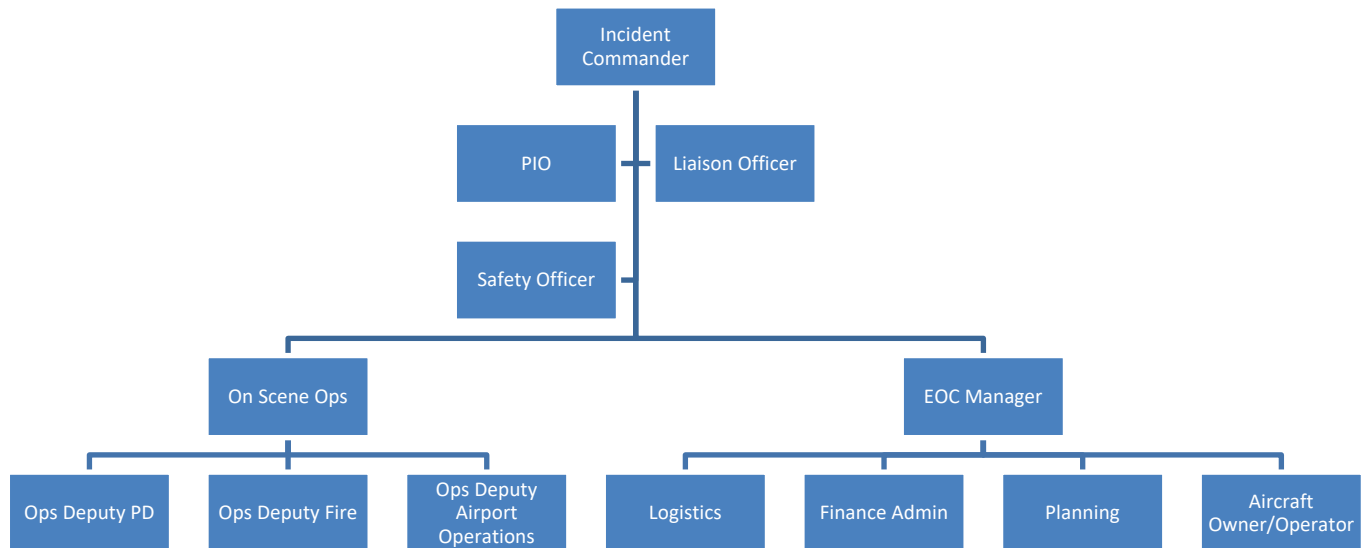 Incident
Commander
PIO
Liaison Officer
Safety Officer
On Scene Ops
EOC Manager
Ops Deputy PD
Ops Deputy Fire
Ops Deputy
Airport
Operations
Logistics
Finance Admin
Planning
Aircraft
Owner/Operator